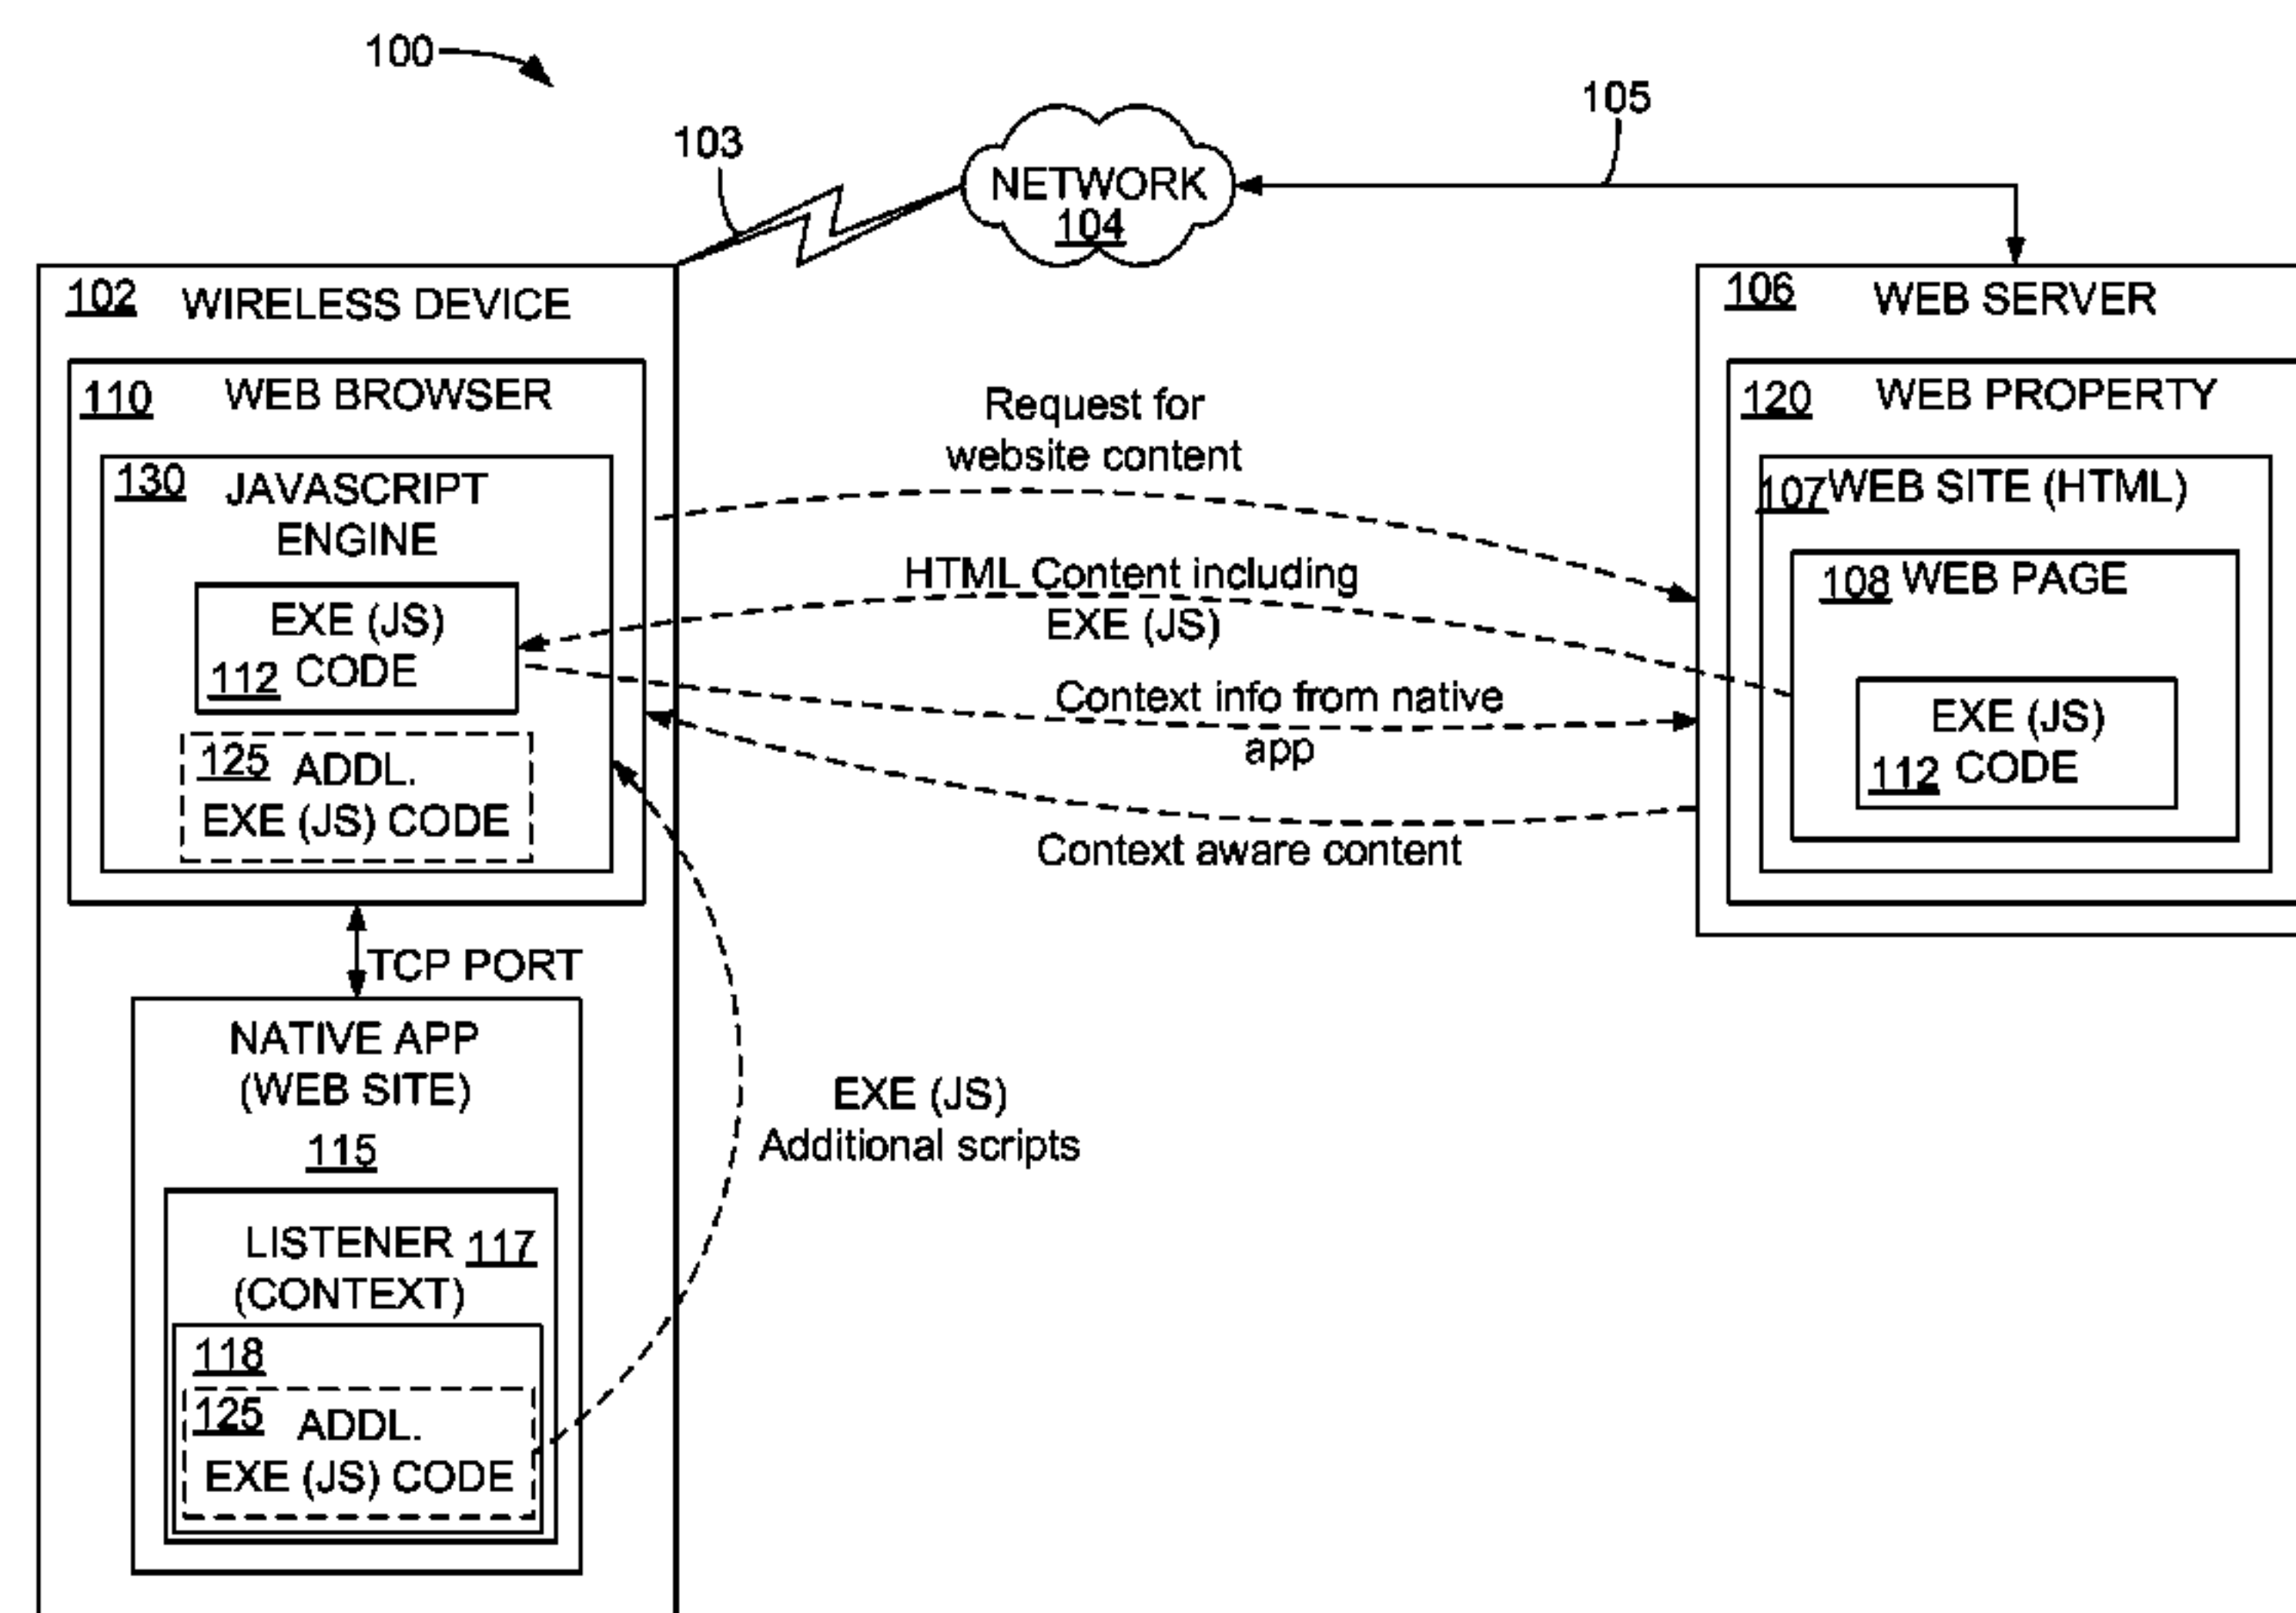 100
103
105
NETWORK
104
102 WIRELESS DEVICE
110 WEB BROWSER
130 JAVASCRIPT
ENGINE
EXE (JS)
112 CODE
125 ADDL.
EXE (JS) CODE
TCP PORT
NATIVE APP
(WEB SITE)
115
LISTENER 117
(CONTEXT)
118
125 ADDL.
EXE (JS) CODE
Request for
website content
HTML Content including
EXE (JS)
Context info from native
app
Context aware content
EXE (JS)
Additional scripts
106 WEB SERVER
120 WEB PROPERTY
107 WEB SITE (HTML)
108 WEB PAGE
EXE (JS)
112 CODE